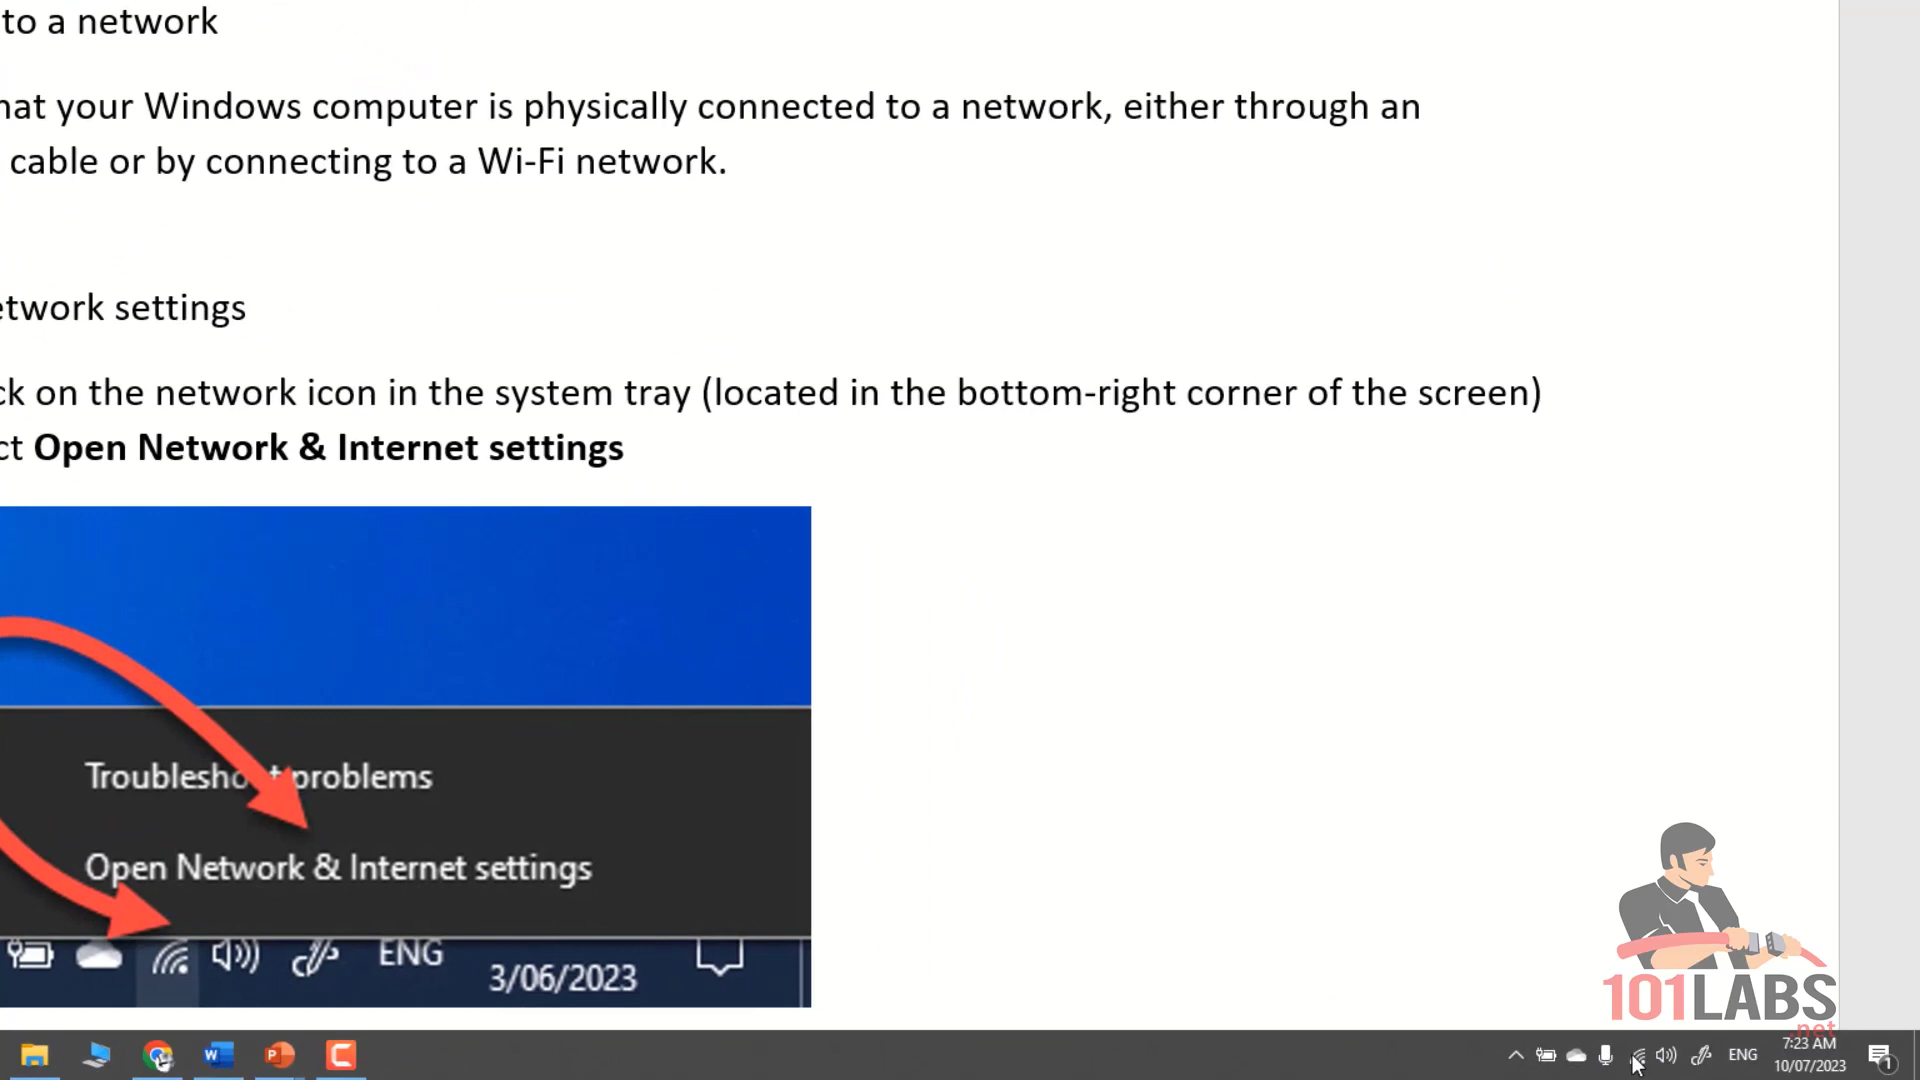 to a network
hat your Windows computer is physically connected to a network, either through an
cable or by connecting to a Wi-Fi network.
etwork settings
ck on the network icon in the system tray (located in the bottom-right corner of the screen)
ct Open Network & Internet settings
Troubleshoot problems
Open Network & Internet settings
ENG
3/06/2023
101LABS
.net
ENG
7:23 AM
10/07/2023
1